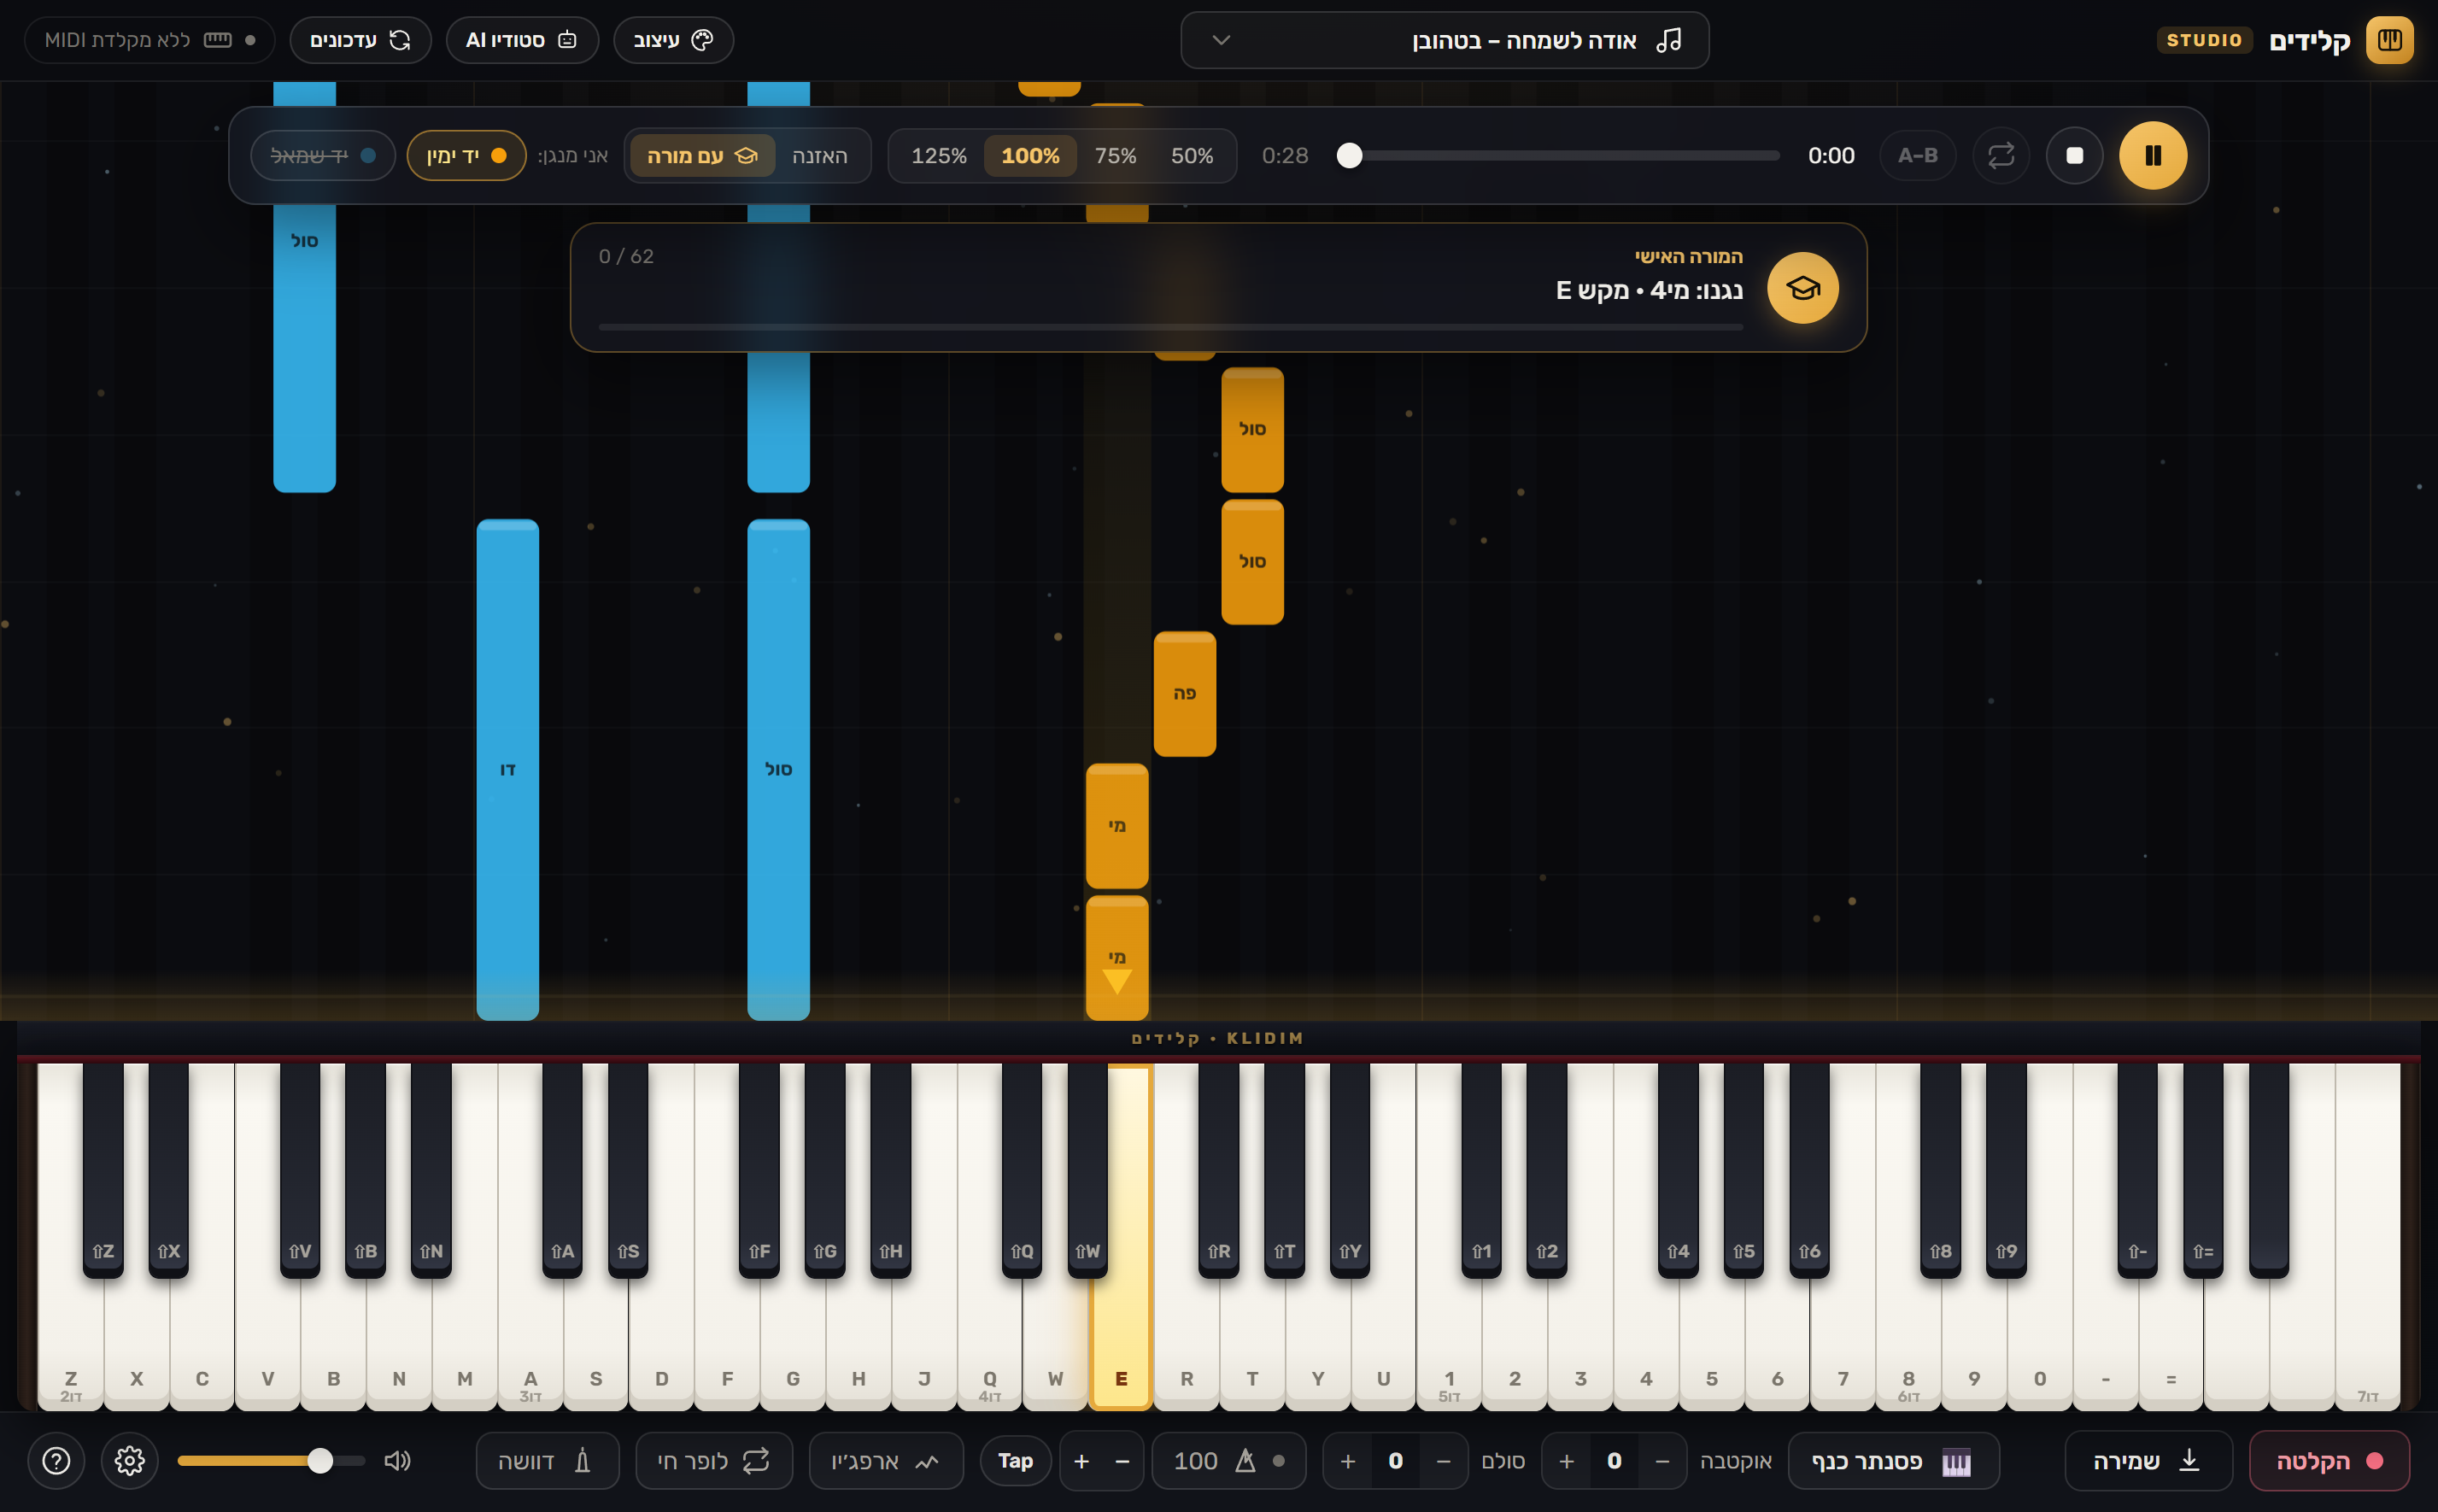 קלידים STUDIO
אודה לשמחה – בטהובן
עיצוב
סטודיו AI
עדכונים
ללא מקלדת MIDI
A–B
0:00
0:28
50% 75% 100% 125%
האזנה
עם מורה
אני מנגן:
יד ימין
יד שמאל
המורה האישי
0 / 62
נגנו: מי4 • מקש E
סול
סול
סול
פה
מי
דו
סול
מי
קלידים • KLIDIM
⇧Z ⇧X ⇧V ⇧B ⇧N ⇧A ⇧S ⇧F ⇧G ⇧H ⇧Q ⇧W ⇧R ⇧T ⇧Y ⇧1 ⇧2 ⇧4 ⇧5 ⇧6 ⇧8 ⇧9 ⇧- ⇧=
Z X C V B N M A S D F G H J Q W E R T Y U 1 2 3 4 5 6 7 8 9 0 - =
דו2 דו3 דו4 דו5 דו6 דו7
הקלטה
שמירה
פסנתר כנף
אוקטבה
− 0 +
סולם
− 0 +
100
− +
Tap
ארפג׳יו
לופר חי
דוושה
?